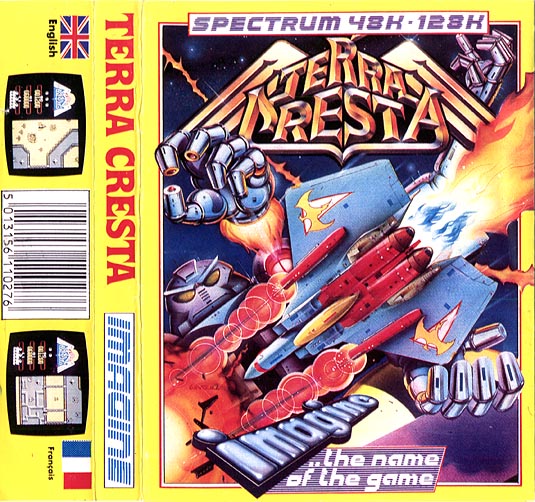 SPECTRUM 48K·128K
TERRA
CRESTA
imagine
...the name
of the game
TERRA CRESTA
imagine
English
5 013156 110276
Français